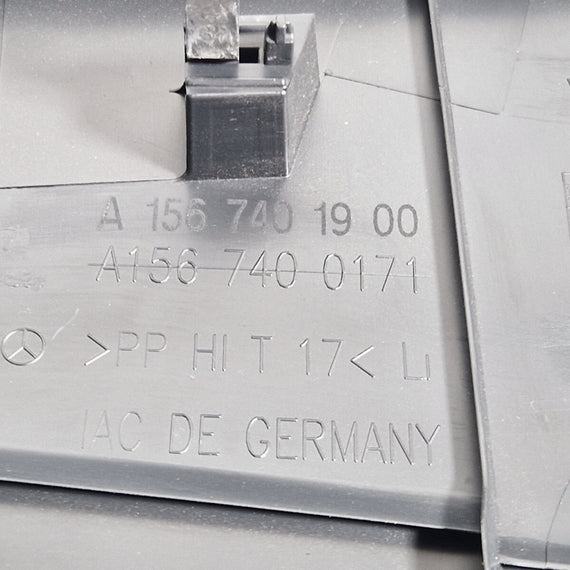 A 156 740 19 00
A156 740 0171
>PP HI T 17< Li
IAC DE GERMANY